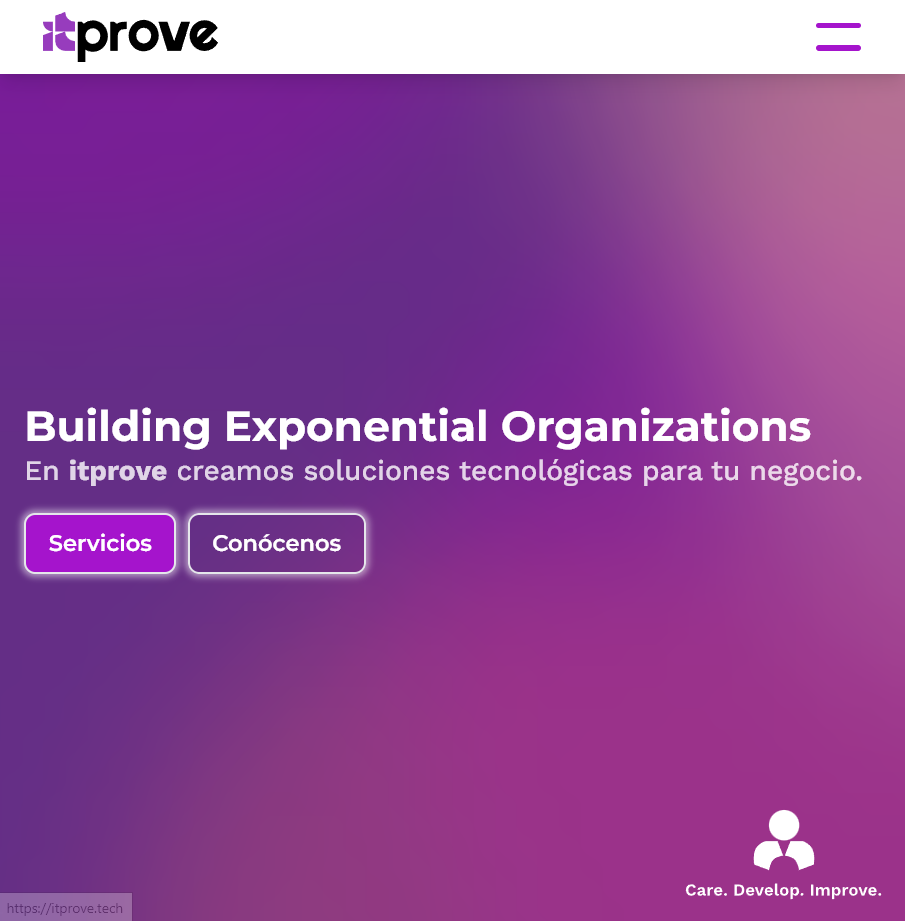 itprove
Building Exponential Organizations
En itprove creamos soluciones tecnológicas para tu negocio.
Servicios
Conócenos
Care. Develop. Improve.
https://itprove.tech